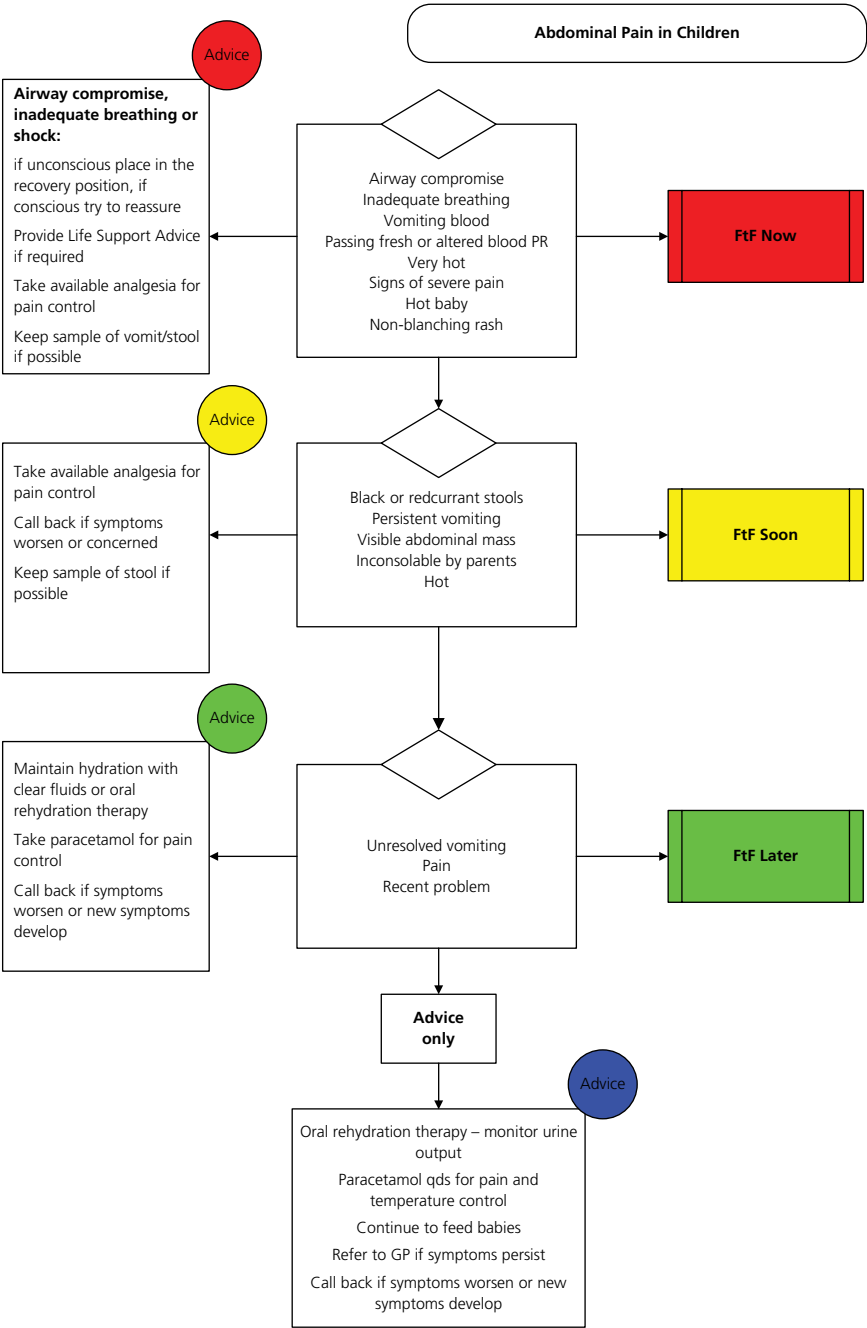 Abdominal Pain in Children
Advice
Airway compromise,
inadequate breathing or
shock:
if unconscious place in the
recovery position, if
conscious try to reassure
Provide Life Support Advice
if required
Take available analgesia for
pain control
Keep sample of vomit/stool
if possible
Airway compromise
Inadequate breathing
Vomiting blood
Passing fresh or altered blood PR
Very hot
Signs of severe pain
Hot baby
Non-blanching rash
FtF Now
Advice
Take available analgesia for
pain control
Call back if symptoms
worsen or concerned
Keep sample of stool if
possible
Black or redcurrant stools
Persistent vomiting
Visible abdominal mass
Inconsolable by parents
Hot
FtF Soon
Advice
Maintain hydration with
clear fluids or oral
rehydration therapy
Take paracetamol for pain
control
Call back if symptoms
worsen or new symptoms
develop
Unresolved vomiting
Pain
Recent problem
FtF Later
Advice
only
Advice
Oral rehydration therapy – monitor urine
output
Paracetamol qds for pain and
temperature control
Continue to feed babies
Refer to GP if symptoms persist
Call back if symptoms worsen or new
symptoms develop